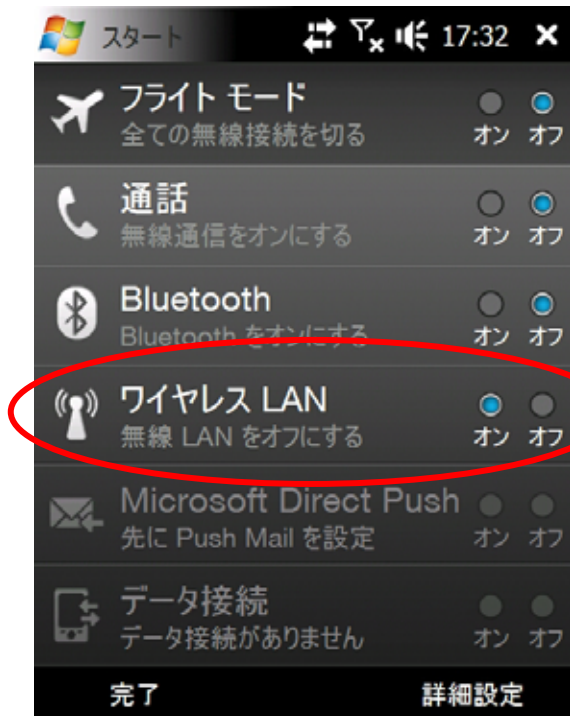 スタート 17:32
フライト モード
全ての無線接続を切る オン オフ
通話
無線通信をオンにする オン オフ
Bluetooth
Bluetooth をオンにする オン オフ
ワイヤレス LAN
無線 LAN をオフにする オン オフ
Microsoft Direct Push
先に Push Mail を設定 オン オフ
データ接続
データ接続がありません オン オフ
完了 詳細設定